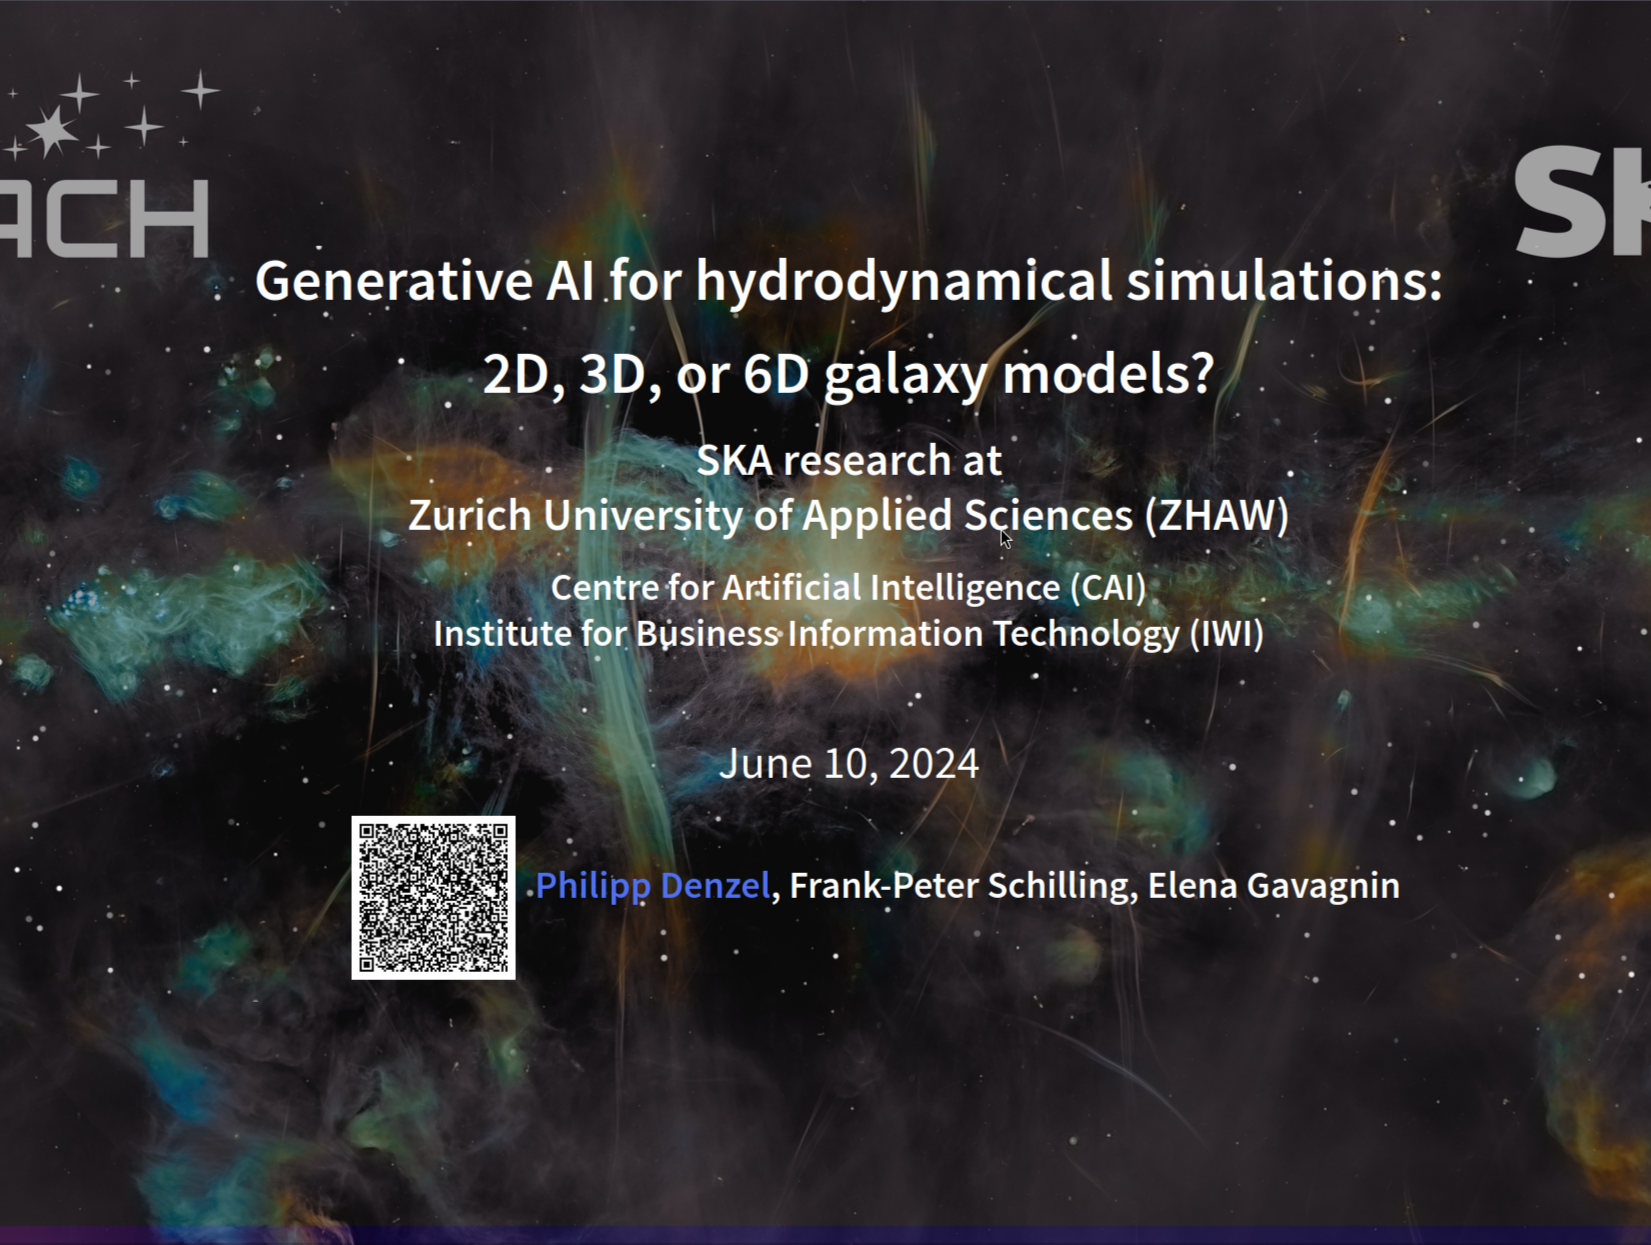 ACH
SK
Generative AI for hydrodynamical simulations:
2D, 3D, or 6D galaxy models?
SKA research at
Zurich University of Applied Sciences (ZHAW)
Centre for Artificial Intelligence (CAI)
Institute for Business Information Technology (IWI)
June 10, 2024
Philipp Denzel, Frank-Peter Schilling, Elena Gavagnin